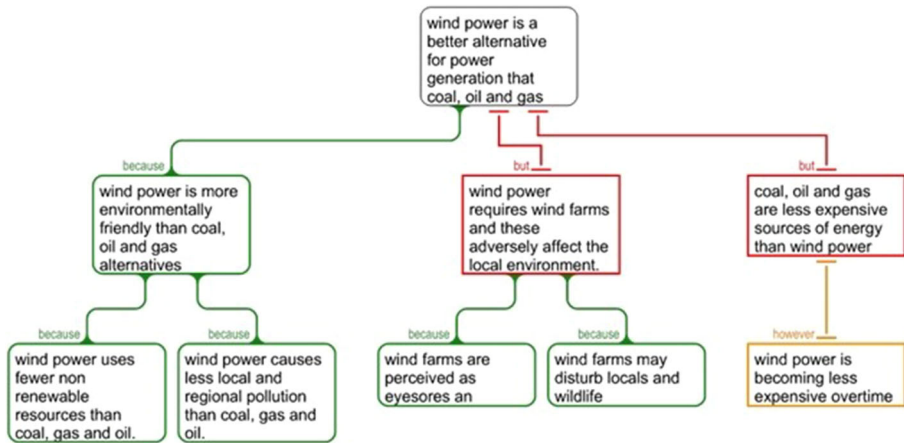 wind power is a
better alternative
for power
generation that
coal, oil and gas
because
but
but
wind power is more
environmentally
friendly than coal,
oil and gas
alternatives
wind power
requires wind farms
and these
adversely affect the
local environment.
coal, oil and gas
are less expensive
sources of energy
than wind power
because
because
because
because
however
wind power uses
fewer non
renewable
resources than
coal, gas and oil.
wind power causes
less local and
regional pollution
than coal, gas and
oil.
wind farms are
perceived as
eyesores an
wind farms may
disturb locals and
wildlife
wind power is
becoming less
expensive overtime